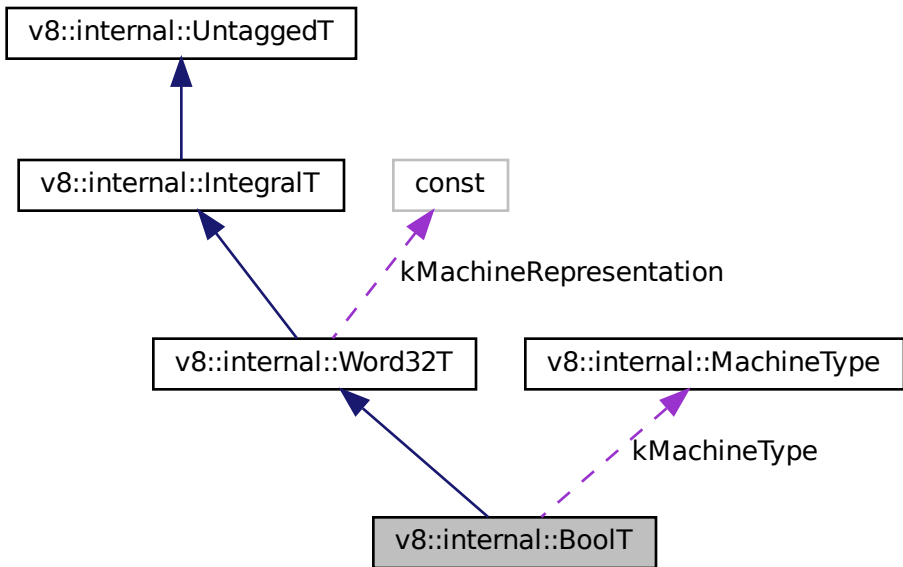 v8::internal::UntaggedT
v8::internal::IntegralT
const
kMachineRepresentation
v8::internal::Word32T
v8::internal::MachineType
kMachineType
v8::internal::BoolT